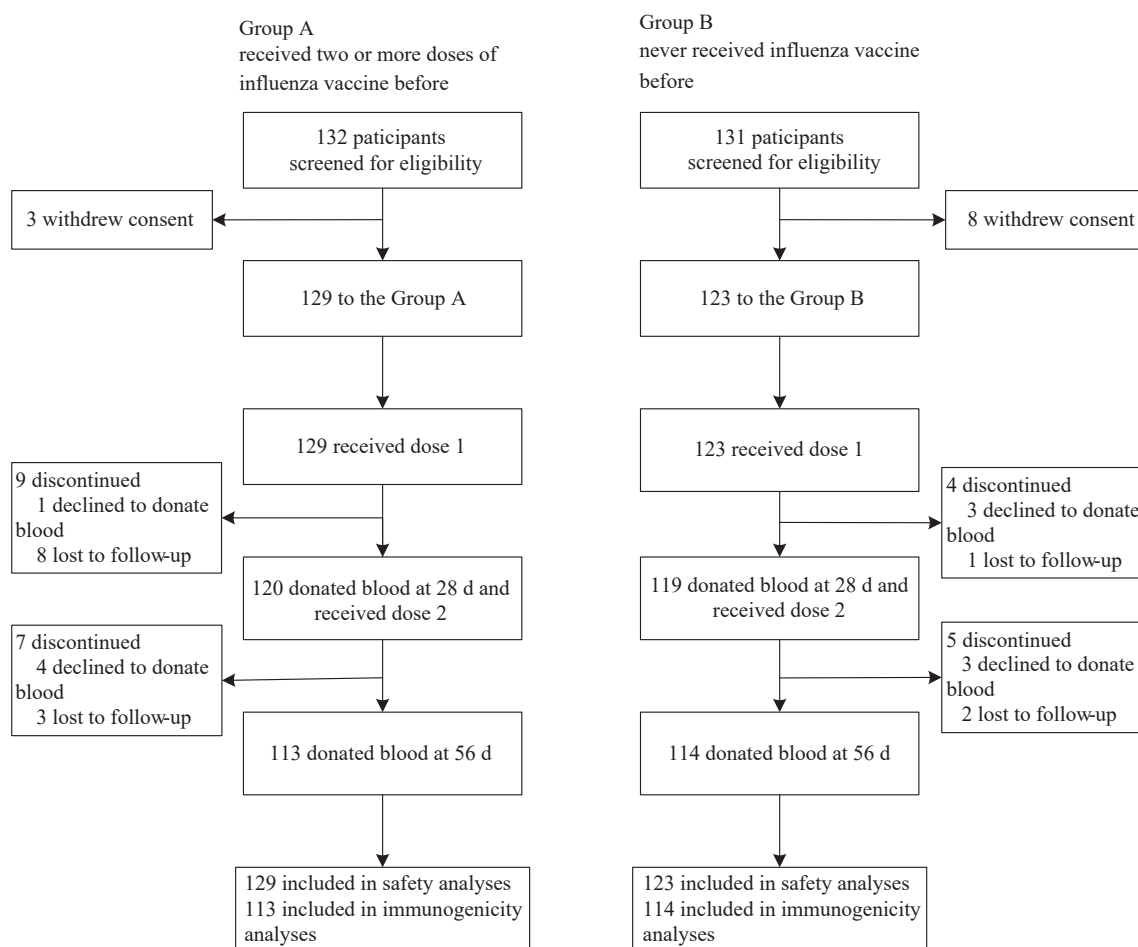 Group A
received two or more doses of
influenza vaccine before
132 paticipants
screened for eligibility
3 withdrew consent
129 to the Group A
129 received dose 1
9 discontinued
1 declined to donate
blood
8 lost to follow-up
120 donated blood at 28 d and
received dose 2
7 discontinued
4 declined to donate
blood
3 lost to follow-up
113 donated blood at 56 d
129 included in safety analyses
113 included in immunogenicity
analyses
Group B
never received influenza vaccine
before
131 paticipants
screened for eligibility
8 withdrew consent
123 to the Group B
123 received dose 1
4 discontinued
3 declined to donate
blood
1 lost to follow-up
119 donated blood at 28 d and
received dose 2
5 discontinued
3 declined to donate
blood
2 lost to follow-up
114 donated blood at 56 d
123 included in safety analyses
114 included in immunogenicity
analyses